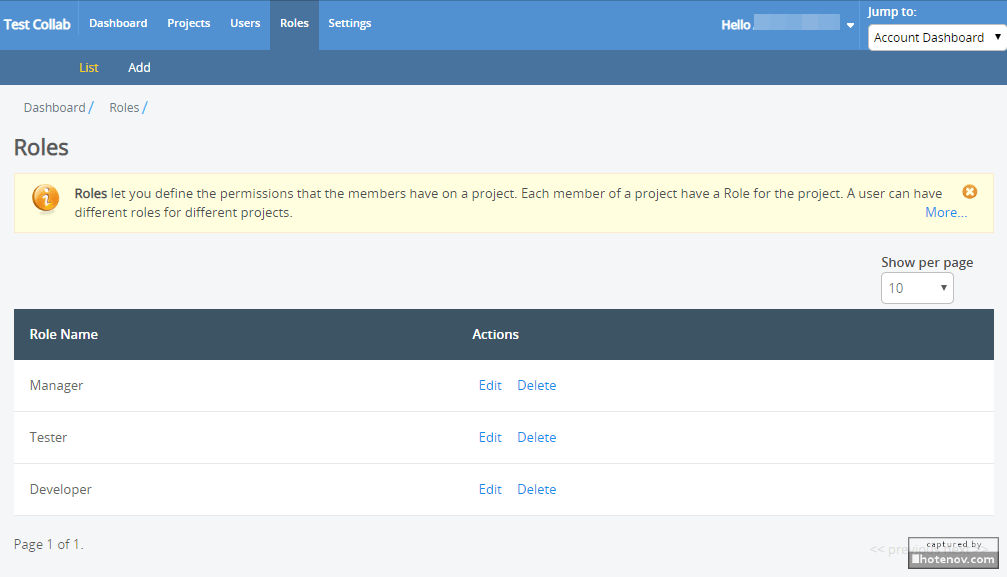 Test Collab Dashboard Projects Users Roles Settings Hello Jump to:
Account Dashboard
List Add
Dashboard / Roles /
Roles
Roles let you define the permissions that the members have on a project. Each member of a project have a Role for the project. A user can have
different roles for different projects. More...
Show per page
10
Role Name Actions
Manager Edit Delete
Tester Edit Delete
Developer Edit Delete
Page 1 of 1.
captured by
hotenov.com